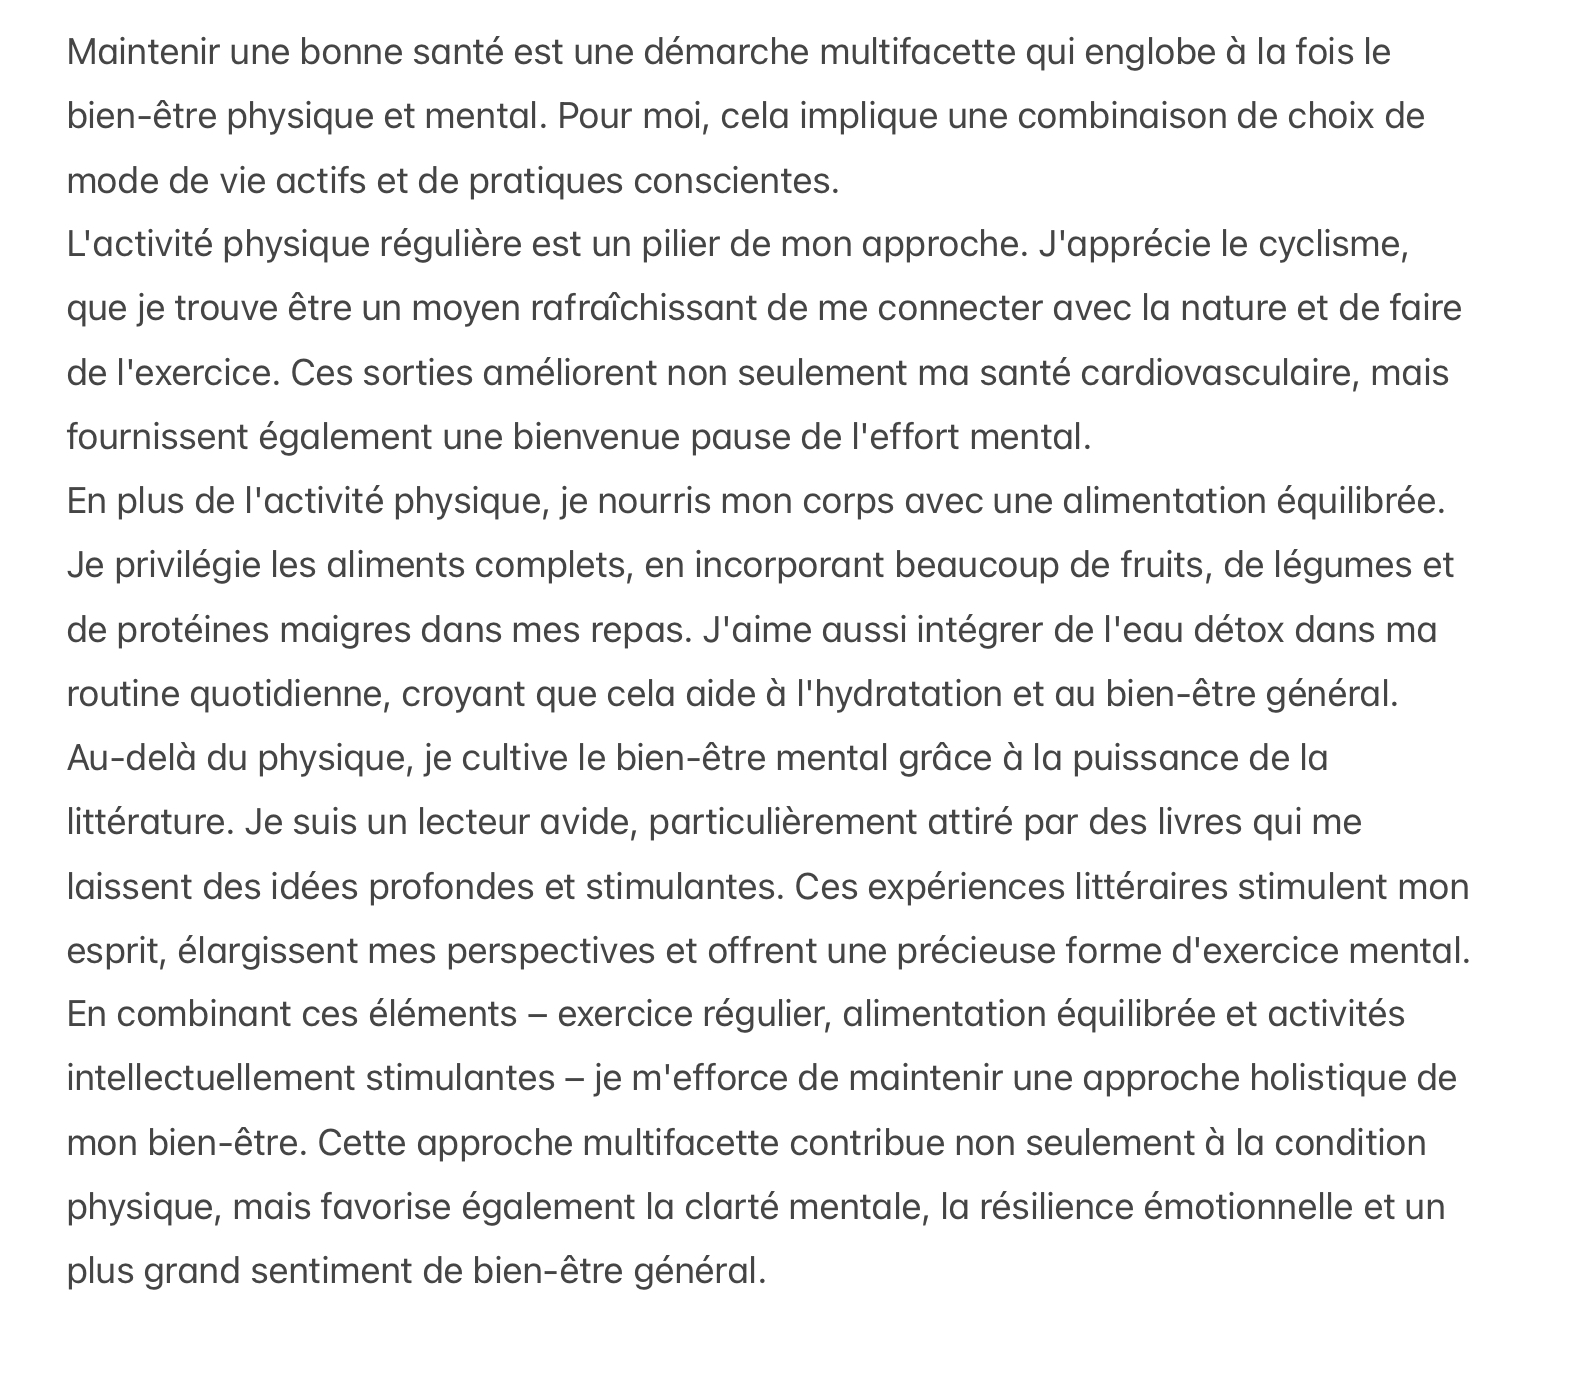 Maintenir une bonne santé est une démarche multifacette qui englobe à la fois le
bien-être physique et mental. Pour moi, cela implique une combinaison de choix de
mode de vie actifs et de pratiques conscientes.
L'activité physique régulière est un pilier de mon approche. J'apprécie le cyclisme,
que je trouve être un moyen rafraîchissant de me connecter avec la nature et de faire
de l'exercice. Ces sorties améliorent non seulement ma santé cardiovasculaire, mais
fournissent également une bienvenue pause de l'effort mental.
En plus de l'activité physique, je nourris mon corps avec une alimentation équilibrée.
Je privilégie les aliments complets, en incorporant beaucoup de fruits, de légumes et
de protéines maigres dans mes repas. J'aime aussi intégrer de l'eau détox dans ma
routine quotidienne, croyant que cela aide à l'hydratation et au bien-être général.
Au-delà du physique, je cultive le bien-être mental grâce à la puissance de la
littérature. Je suis un lecteur avide, particulièrement attiré par des livres qui me
laissent des idées profondes et stimulantes. Ces expériences littéraires stimulent mon
esprit, élargissent mes perspectives et offrent une précieuse forme d'exercice mental.
En combinant ces éléments – exercice régulier, alimentation équilibrée et activités
intellectuellement stimulantes – je m'efforce de maintenir une approche holistique de
mon bien-être. Cette approche multifacette contribue non seulement à la condition
physique, mais favorise également la clarté mentale, la résilience émotionnelle et un
plus grand sentiment de bien-être général.